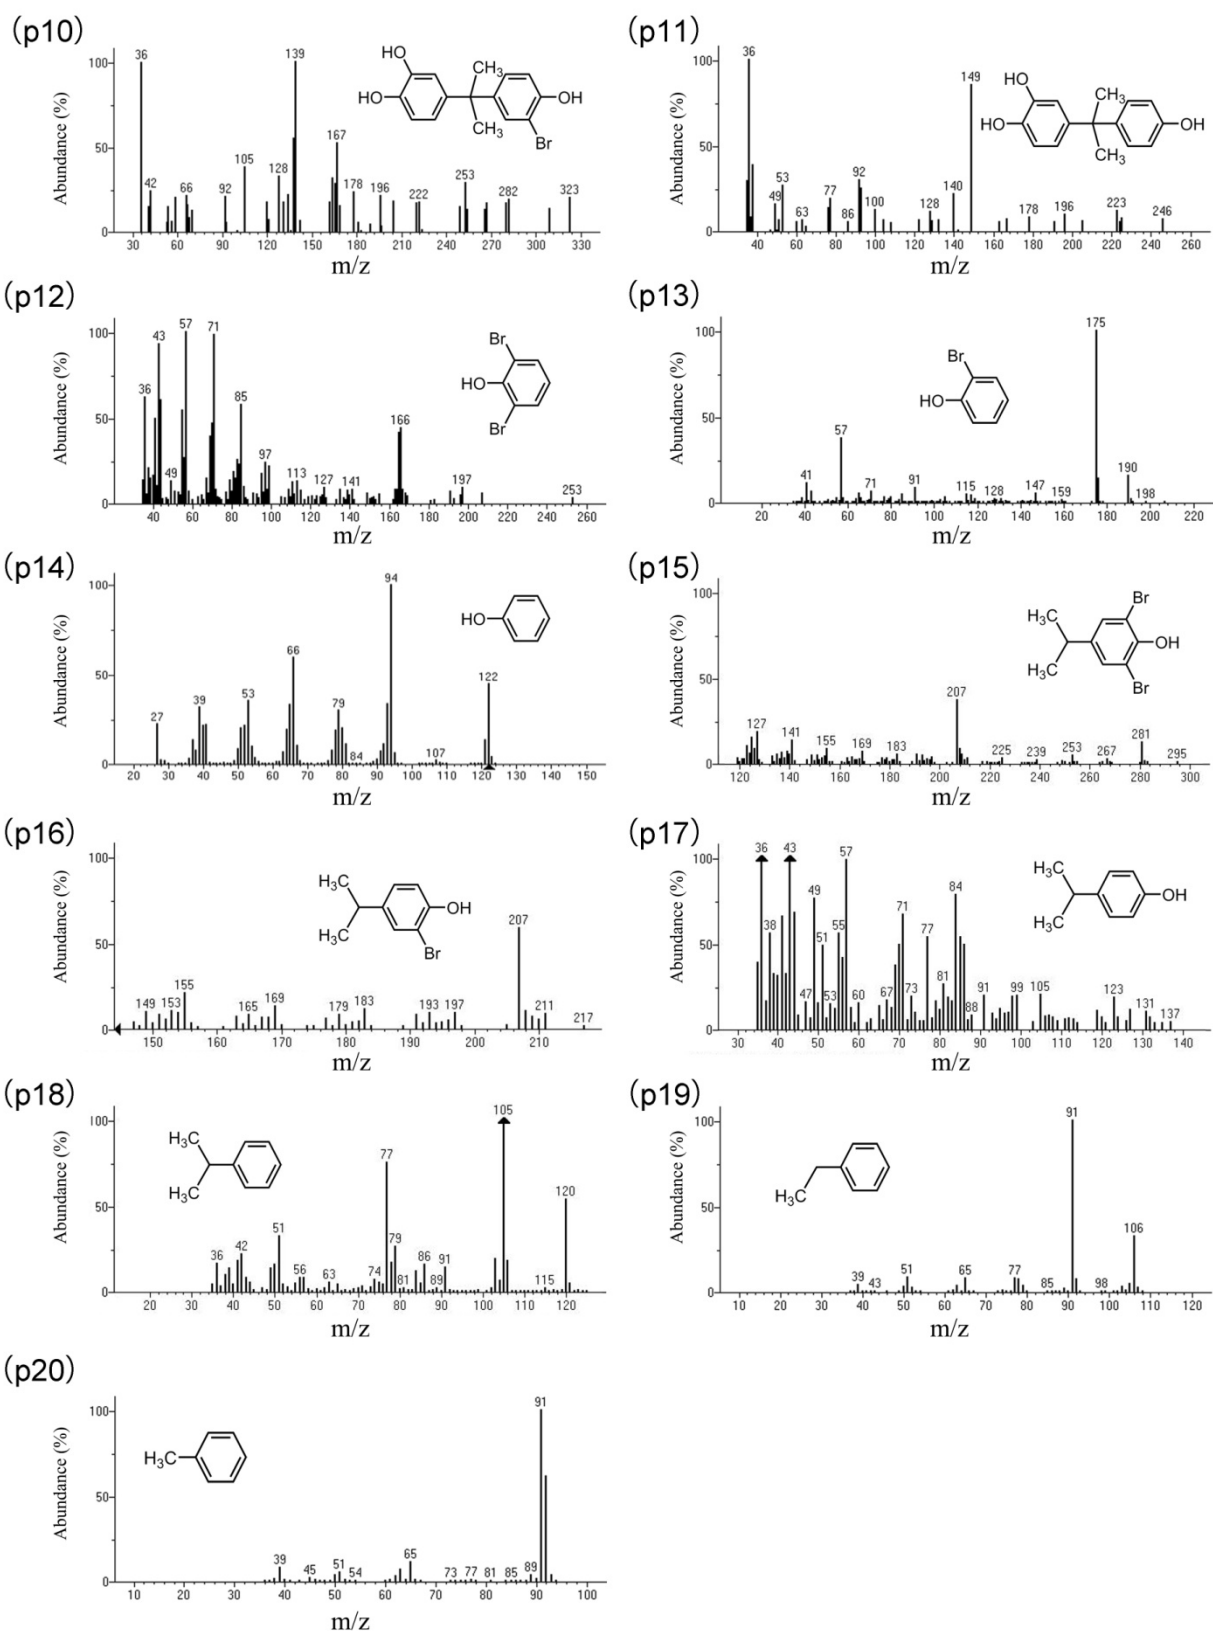 (p10)
Abundance (%)
100
50
0
36
42
66
92
105
128
139
167
178
196
222
253
282
323
HO
HO
CH₃
CH₃
OH
Br
30 60 90 120 150 180 210 240 270 300 330
m/z
(p11)
Abundance (%)
100
50
0
36
49
53
63
77
86
92
100
128
140
149
178
196
223
246
HO
HO
CH₃
CH₃
OH
40 60 80 100 120 140 160 180 200 220 240 260
m/z
(p12)
Abundance (%)
100
50
0
36
43
49
57
71
85
97
113
127
141
166
197
253
Br
HO
Br
40 60 80 100 120 140 160 180 200 220 240 260
m/z
(p13)
Abundance (%)
100
50
0
41
57
71
91
115
128
147
159
175
190
198
Br
HO
20 40 60 80 100 120 140 160 180 200 220
m/z
(p14)
Abundance (%)
100
50
0
27
39
53
66
79
84
94
107
122
HO
20 30 40 50 60 70 80 90 100 110 120 130 140 150
m/z
(p15)
Abundance (%)
100
50
0
127
141
155
169
183
207
225
239
253
267
281
295
H₃C
H₃C
Br
OH
Br
120 140 160 180 200 220 240 260 280 300
m/z
(p16)
Abundance (%)
100
50
0
149
153
155
165
169
179
183
193
197
207
211
217
H₃C
H₃C
OH
Br
150 160 170 180 190 200 210
m/z
(p17)
Abundance (%)
100
50
0
36
38
43
47
49
51
53
55
57
60
67
71
73
77
81
84
88
91
99
105
123
131
137
H₃C
H₃C
OH
30 40 50 60 70 80 90 100 110 120 130 140
m/z
(p18)
Abundance (%)
100
50
0
36
42
51
56
63
74
77
79
81
86
89
91
105
115
120
H₃C
H₃C
20 30 40 50 60 70 80 90 100 110 120
m/z
(p19)
Abundance (%)
100
50
0
39
43
51
65
77
85
91
98
106
H₃C
10 20 30 40 50 60 70 80 90 100 110 120
m/z
(p20)
Abundance (%)
100
50
0
39
45
51
54
65
73
77
81
85
89
91
H₃C
10 20 30 40 50 60 70 80 90 100
m/z